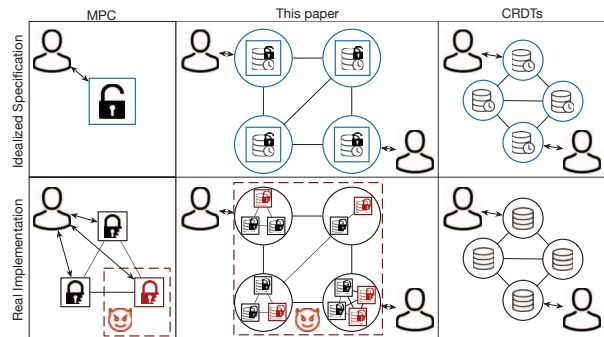 MPC
This paper
CRDTs
Idealized Specification
Real Implementation